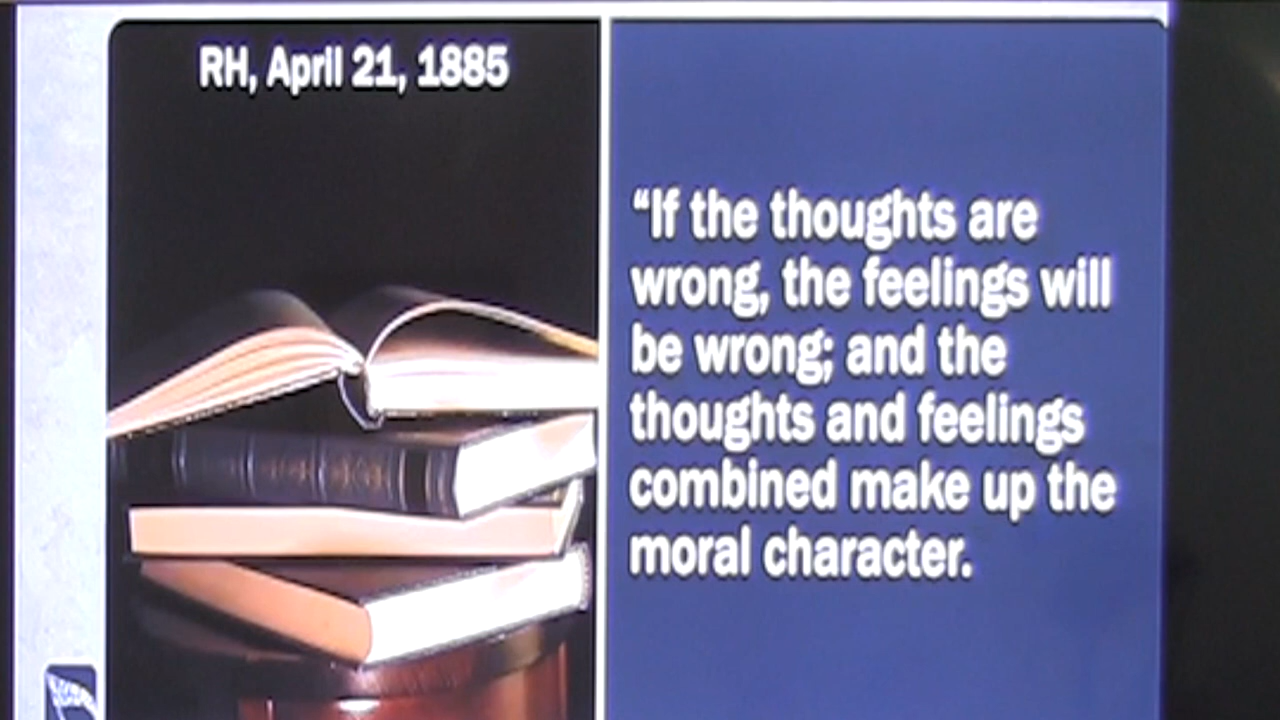 RH, April 21, 1885
“If the thoughts are
wrong, the feelings will
be wrong; and the
thoughts and feelings
combined make up the
moral character.